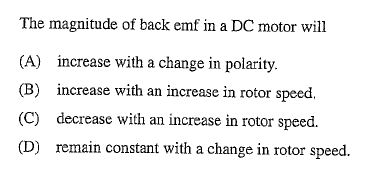 The magnitude of back emf in a DC motor will
(A) increase with a change in polarity.
(B) increase with an increase in rotor speed.
(C) decrease with an increase in rotor speed.
(D) remain constant with a change in rotor speed.